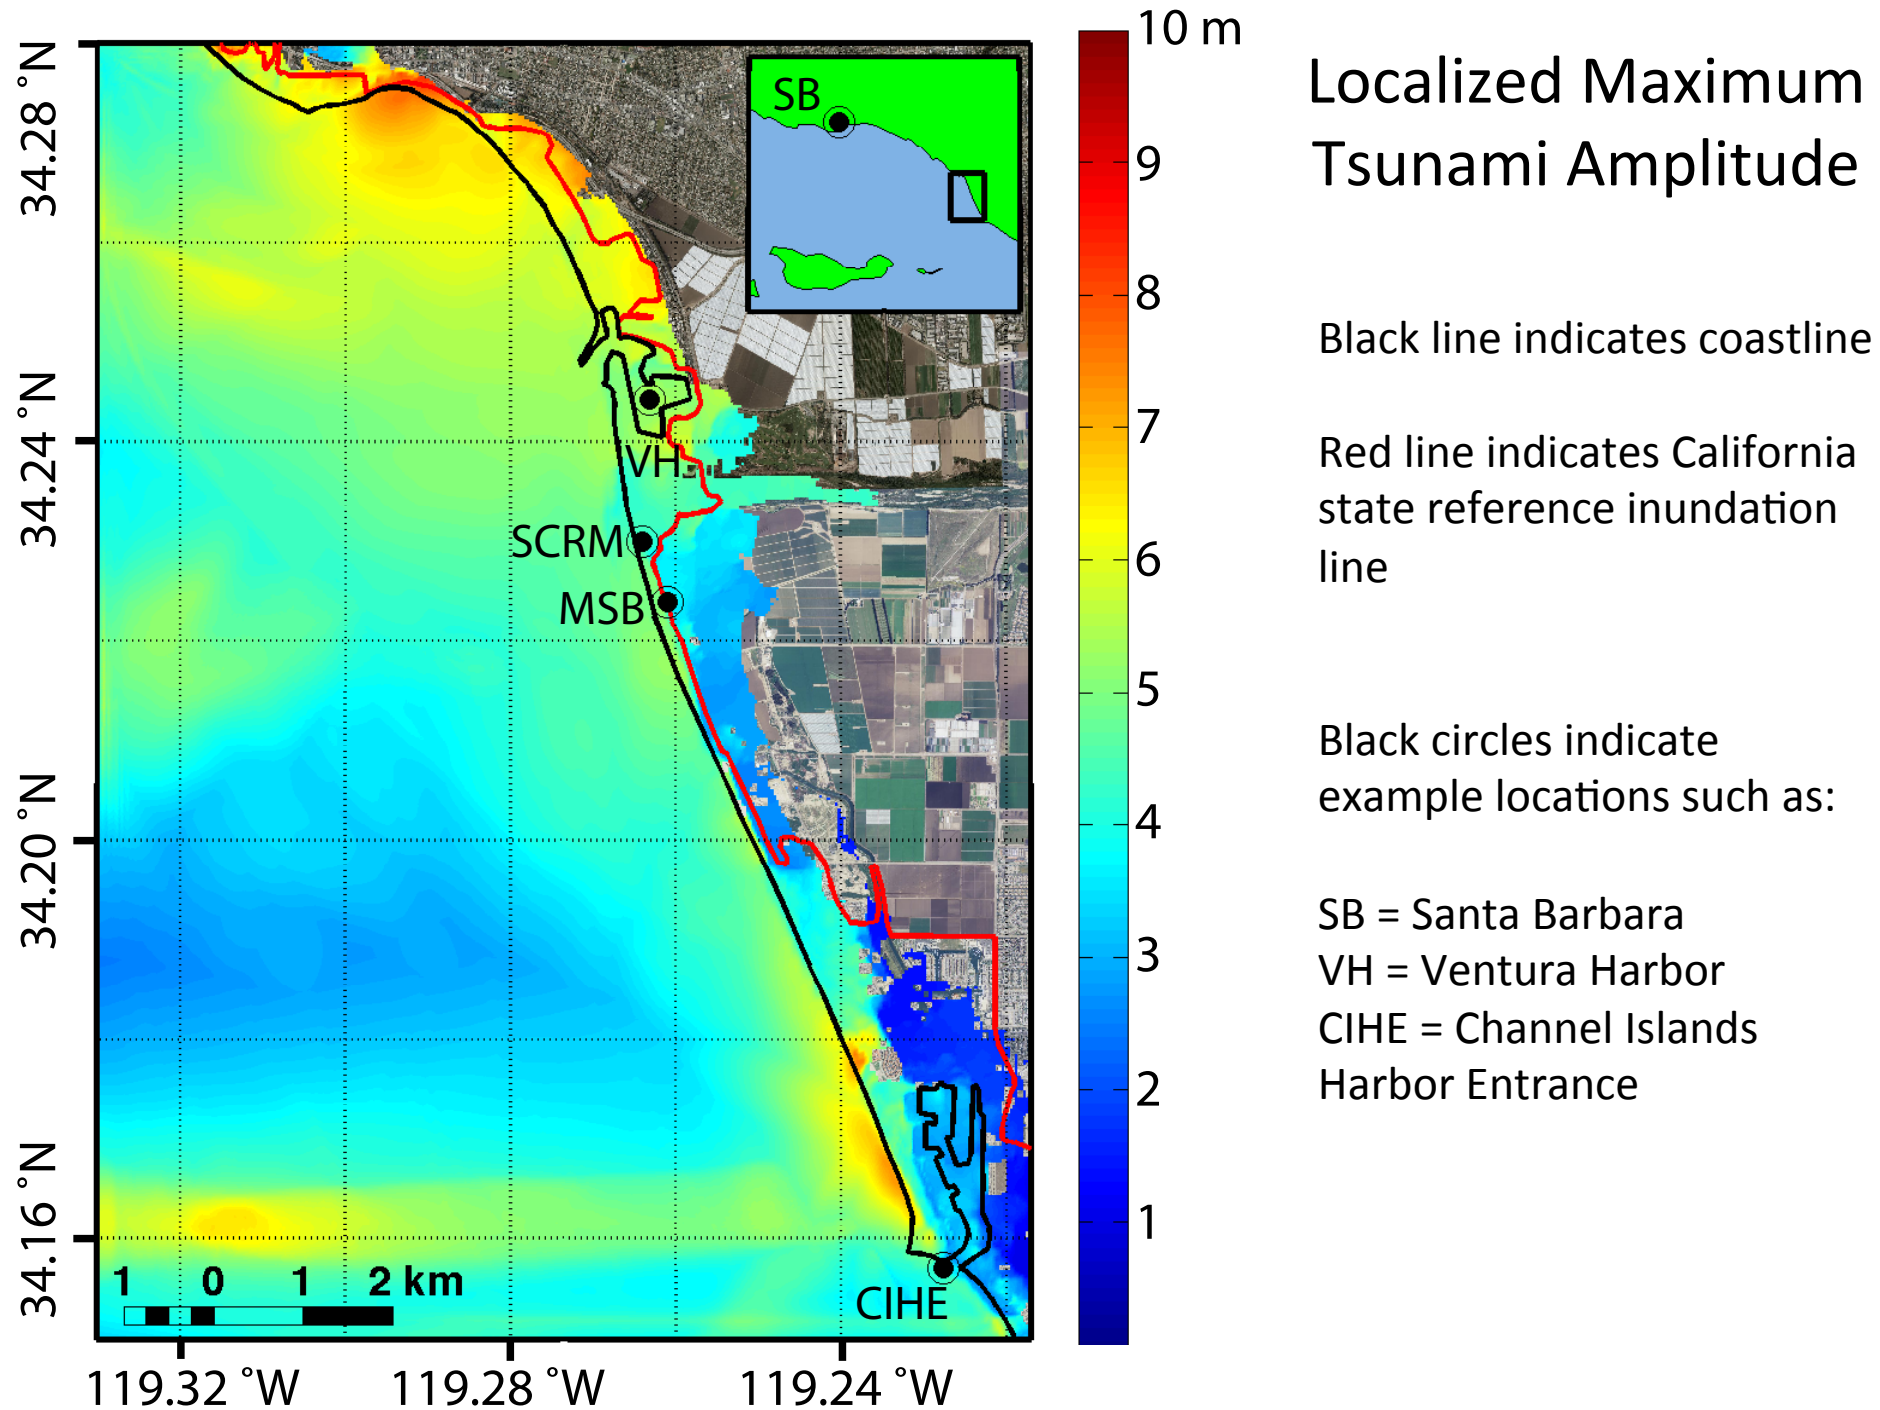 Localized Maximum
Tsunami Amplitude
Black line indicates coastline
Red line indicates California
state reference inundation
line
Black circles indicate
example locations such as:
SB = Santa Barbara
VH = Ventura Harbor
CIHE = Channel Islands
Harbor Entrance
10 m
9
8
7
6
5
4
3
2
1
SB
VH
SCRM
MSB
CIHE
34.28 °N
34.24 °N
34.20 °N
34.16 °N
1 0 1 2 km
119.32 °W 119.28 °W 119.24 °W